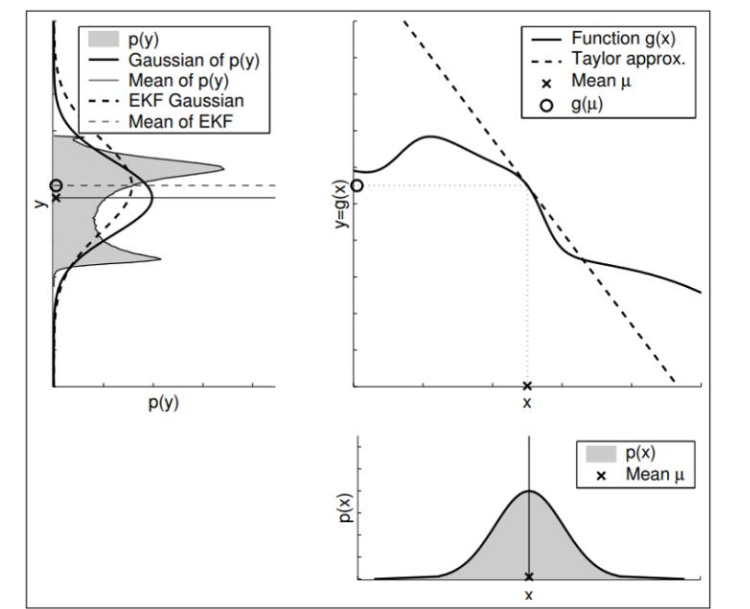 p(y)
Gaussian of p(y)
Mean of p(y)
EKF Gaussian
Mean of EKF
y
p(y)
Function g(x)
Taylor approx.
Mean μ
g(μ)
y=g(x)
x
p(x)
Mean μ
p(x)
x